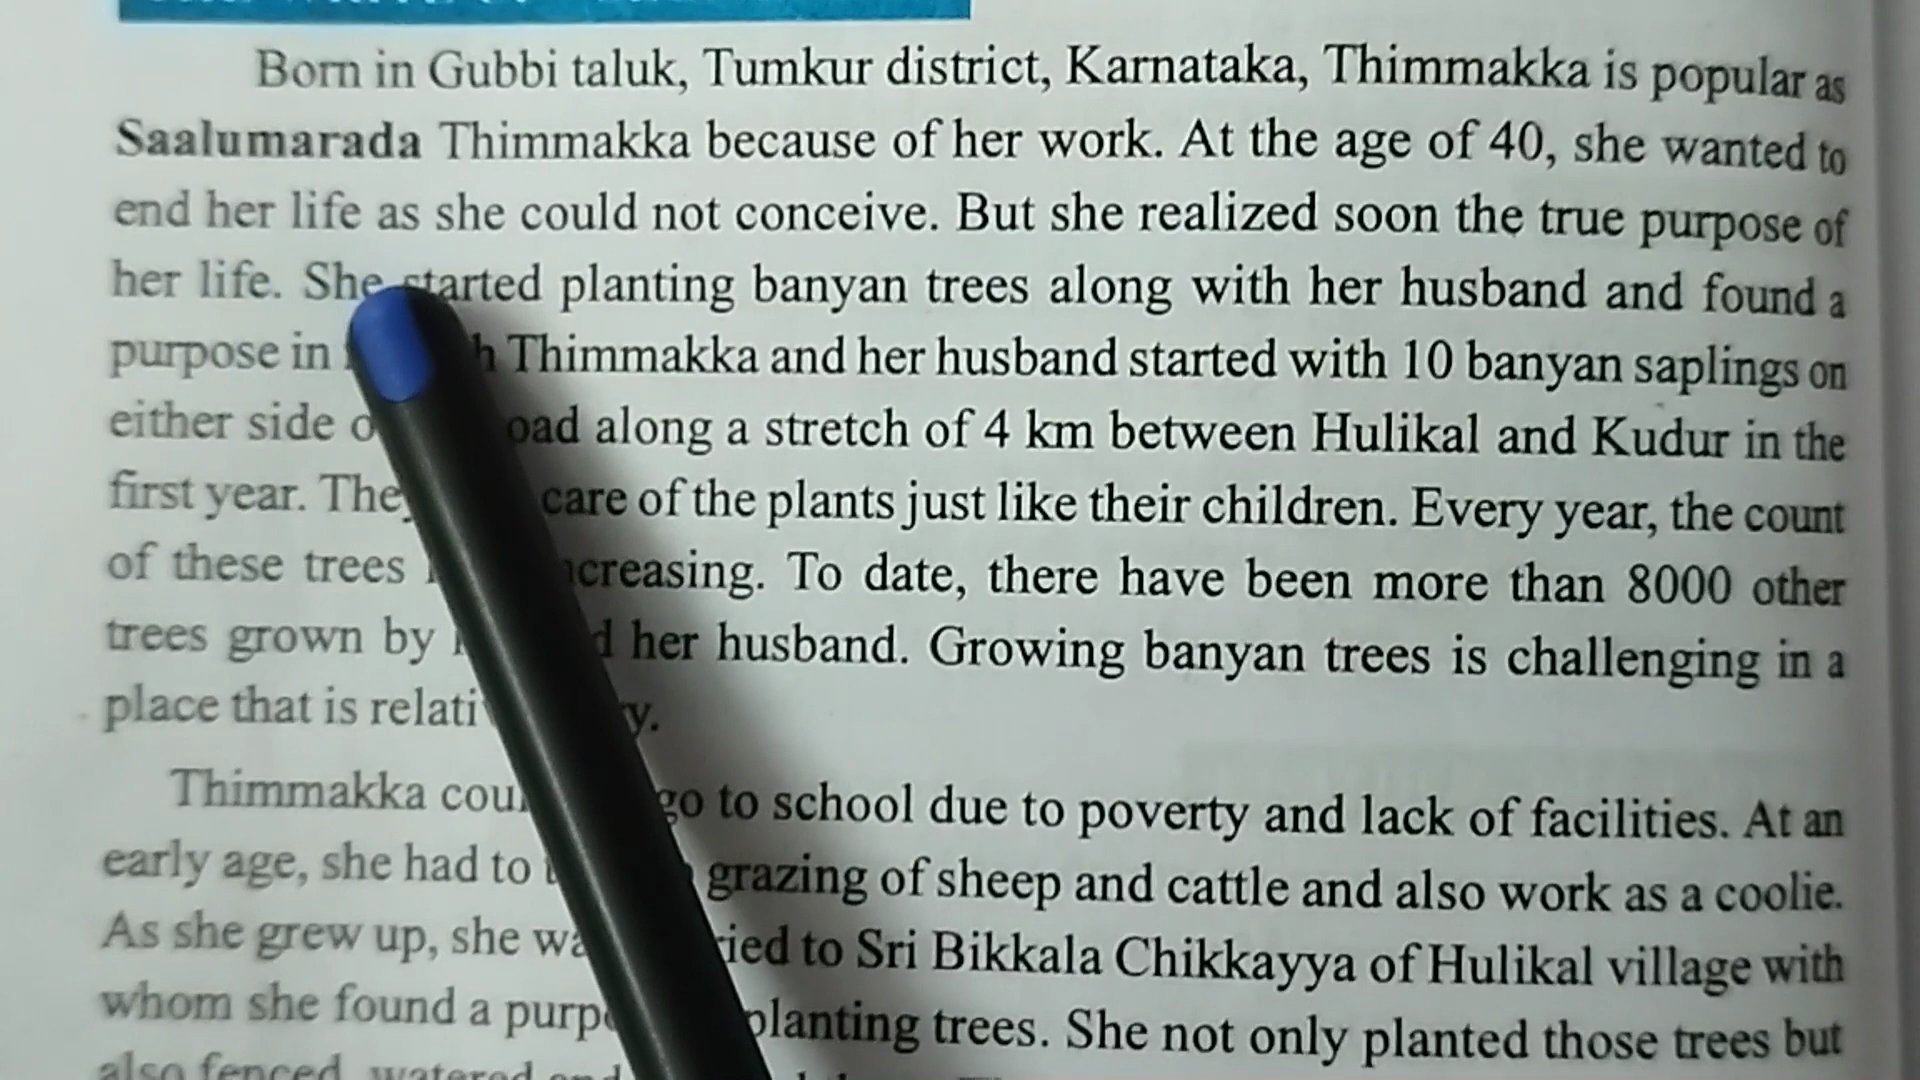 Born in Gubbi taluk, Tumkur district, Karnataka, Thimmakka is popular as
Saalumarada Thimmakka because of her work. At the age of 40, she wanted to
end her life as she could not conceive. But she realized soon the true purpose of
her life. She started planting banyan trees along with her husband and found a
purpose in Thimmakka and her husband started with 10 banyan saplings on
either side along a stretch of 4 km between Hulikal and Kudur in the
first year. They care of the plants just like their children. Every year, the count
of these trees increasing. To date, there have been more than 8000 other
trees grown by her husband. Growing banyan trees is challenging in a
place that is
Thimmakka go to school due to poverty and lack of facilities. At an
early age, she had to grazing of sheep and cattle and also work as a coolie.
As she grew up, she to Sri Bikkala Chikkayya of Hulikal village with
whom she found a planting trees. She not only planted those trees but
also fenced, watered